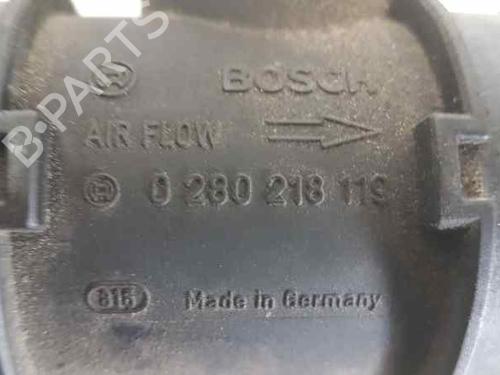 BOSCH
AIR FLOW
0 280 218 119
815 Made in Germany
B-PARTS